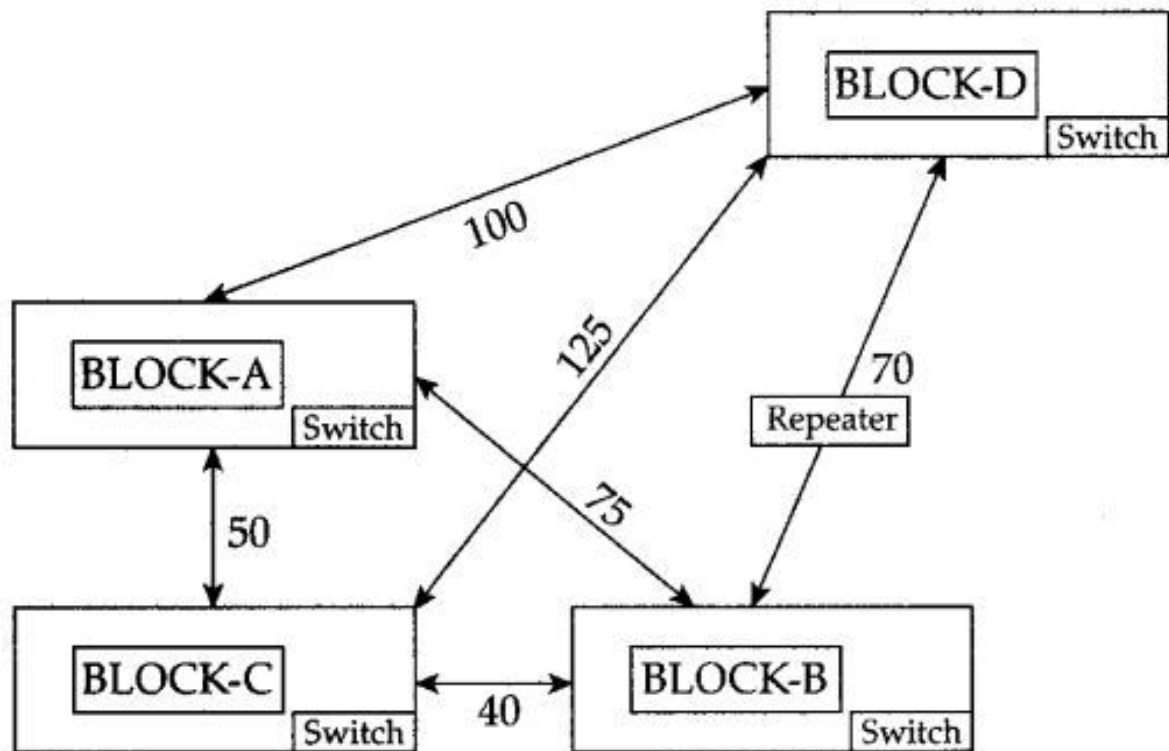 BLOCK-D
Switch
100
BLOCK-A
Switch
125
70
Repeater
75
50
BLOCK-C
Switch
40
BLOCK-B
Switch